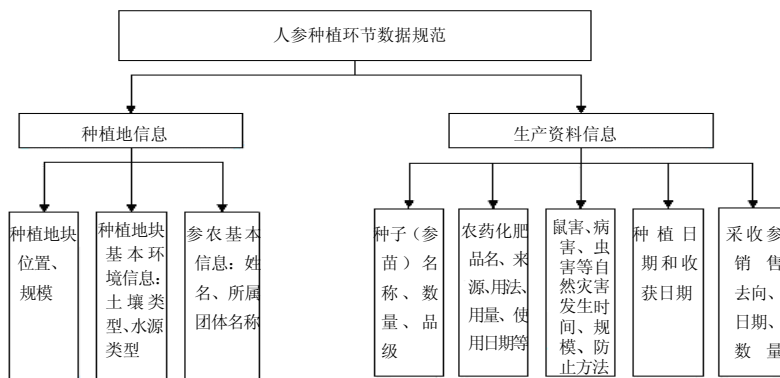 人参种植环节数据规范
种植地信息
生产资料信息
种植地块
位置、
规模
种植地块
基本环
境信息：
土壤类
型、水源
类型
参农基本
信息：姓
名、所属
团体名称
种子（参
苗）名
称、数
量、品
级
农药化肥
品名、来
源、用法、
用量、使
用日期等
鼠害、病
害、虫
害等自
然灾害
发生时
间、规
模、防
止方法
种植日
期和收
获日期
采收参
销售
去向、
日期、
数量